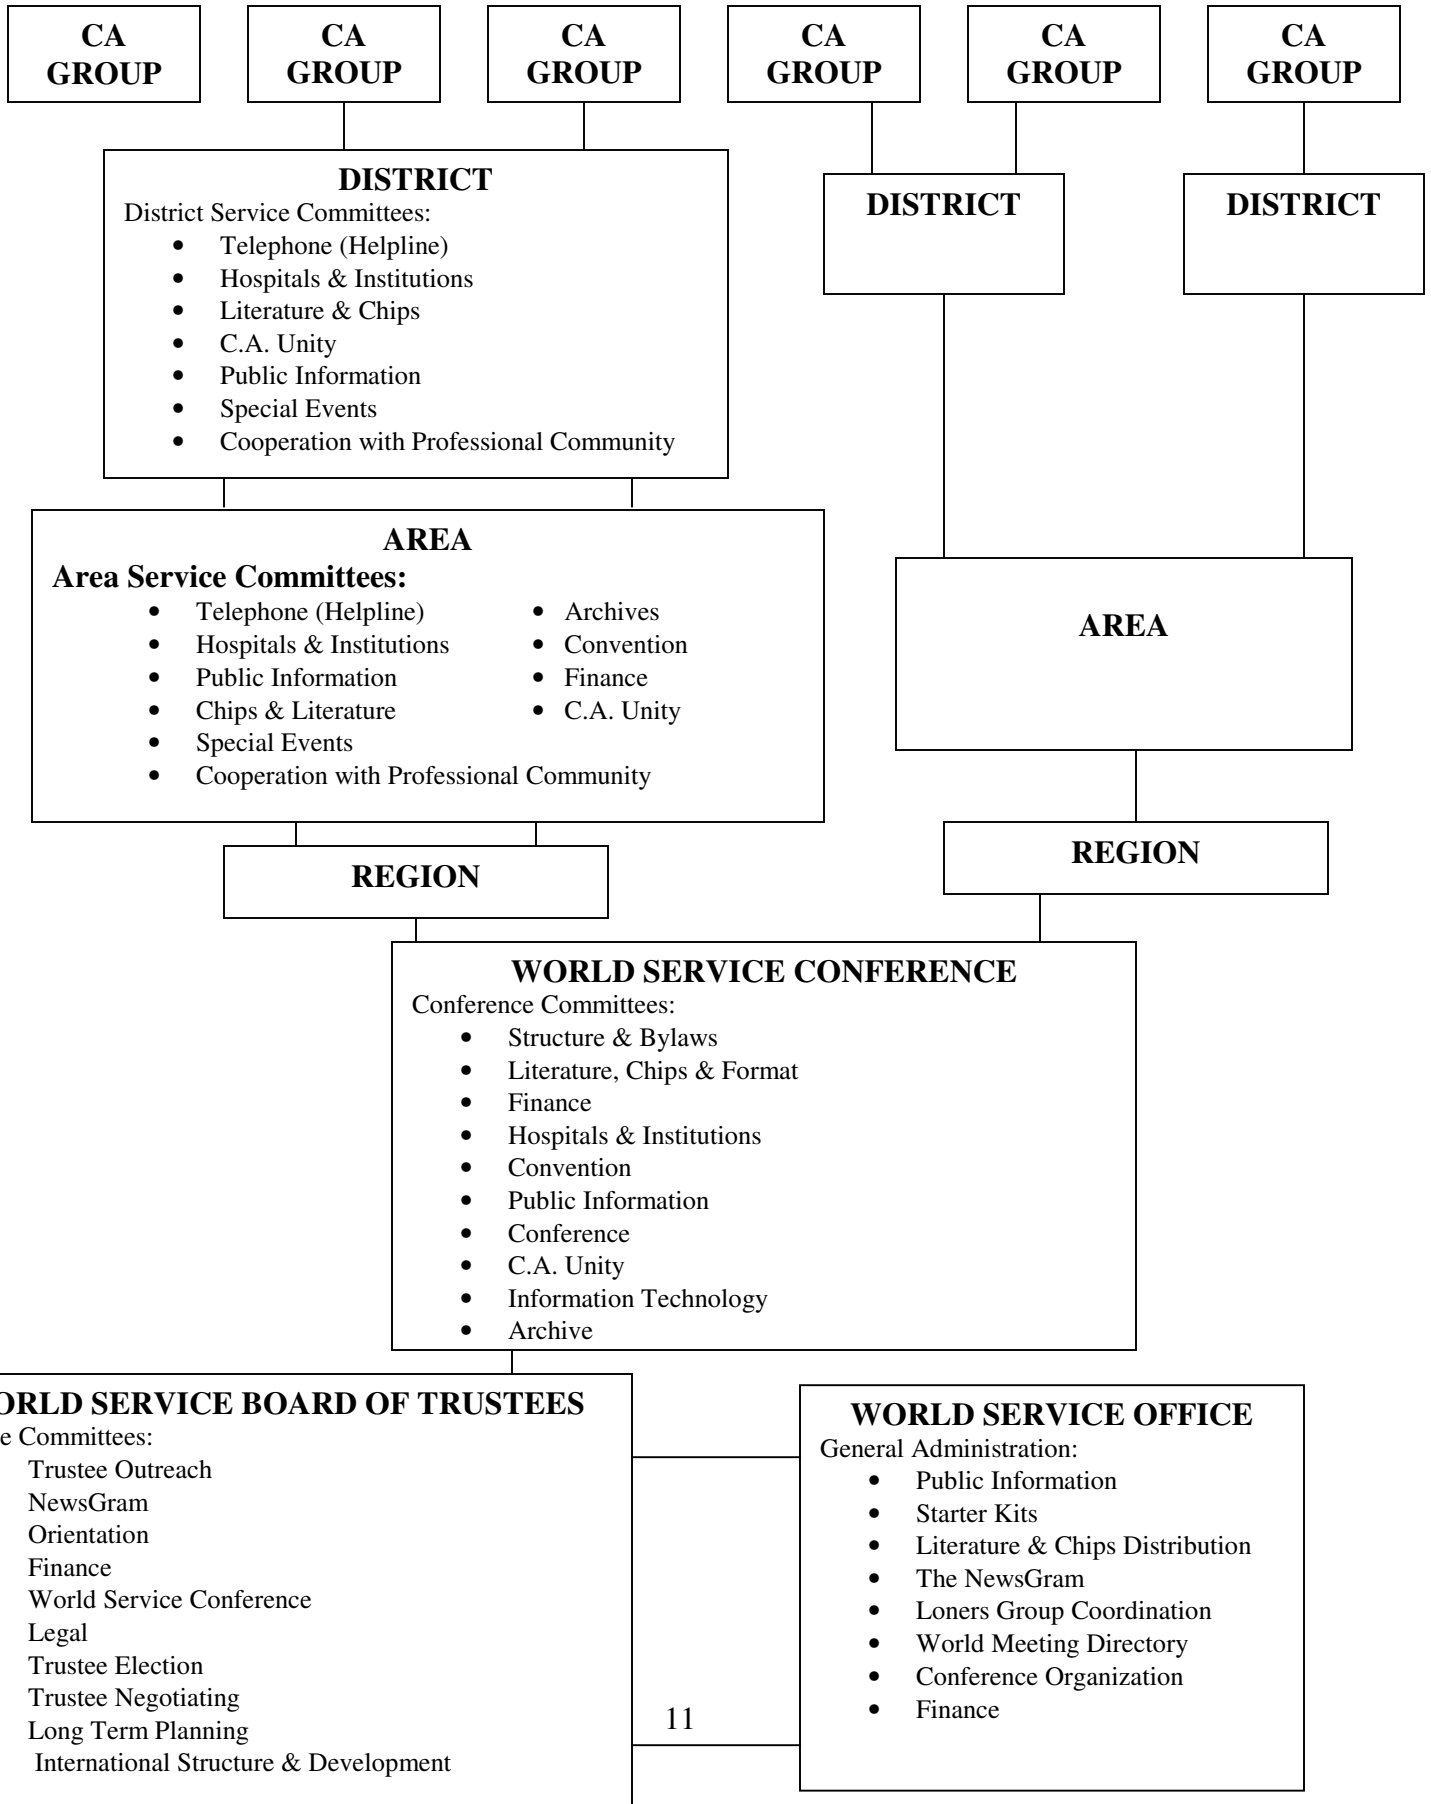 CA
GROUP
CA
GROUP
CA
GROUP
CA
GROUP
CA
GROUP
CA
GROUP
DISTRICT
District Service Committees:
• Telephone (Helpline)
• Hospitals & Institutions
• Literature & Chips
• C.A. Unity
• Public Information
• Special Events
• Cooperation with Professional Community
DISTRICT
DISTRICT
AREA
Area Service Committees:
• Telephone (Helpline)
• Hospitals & Institutions
• Public Information
• Chips & Literature
• Special Events
• Cooperation with Professional Community
• Archives
• Convention
• Finance
• C.A. Unity
AREA
REGION
REGION
WORLD SERVICE CONFERENCE
Conference Committees:
• Structure & Bylaws
• Literature, Chips & Format
• Finance
• Hospitals & Institutions
• Convention
• Public Information
• Conference
• C.A. Unity
• Information Technology
• Archive
SERVICE BOARD OF TRUSTEES
Committees:
Trustee Outreach
NewsGram
Orientation
Finance
World Service Conference
Legal
Trustee Election
Trustee Negotiating
Long Term Planning
International Structure & Development
WORLD SERVICE OFFICE
General Administration:
• Public Information
• Starter Kits
• Literature & Chips Distribution
• The NewsGram
• Loners Group Coordination
• World Meeting Directory
• Conference Organization
• Finance
11